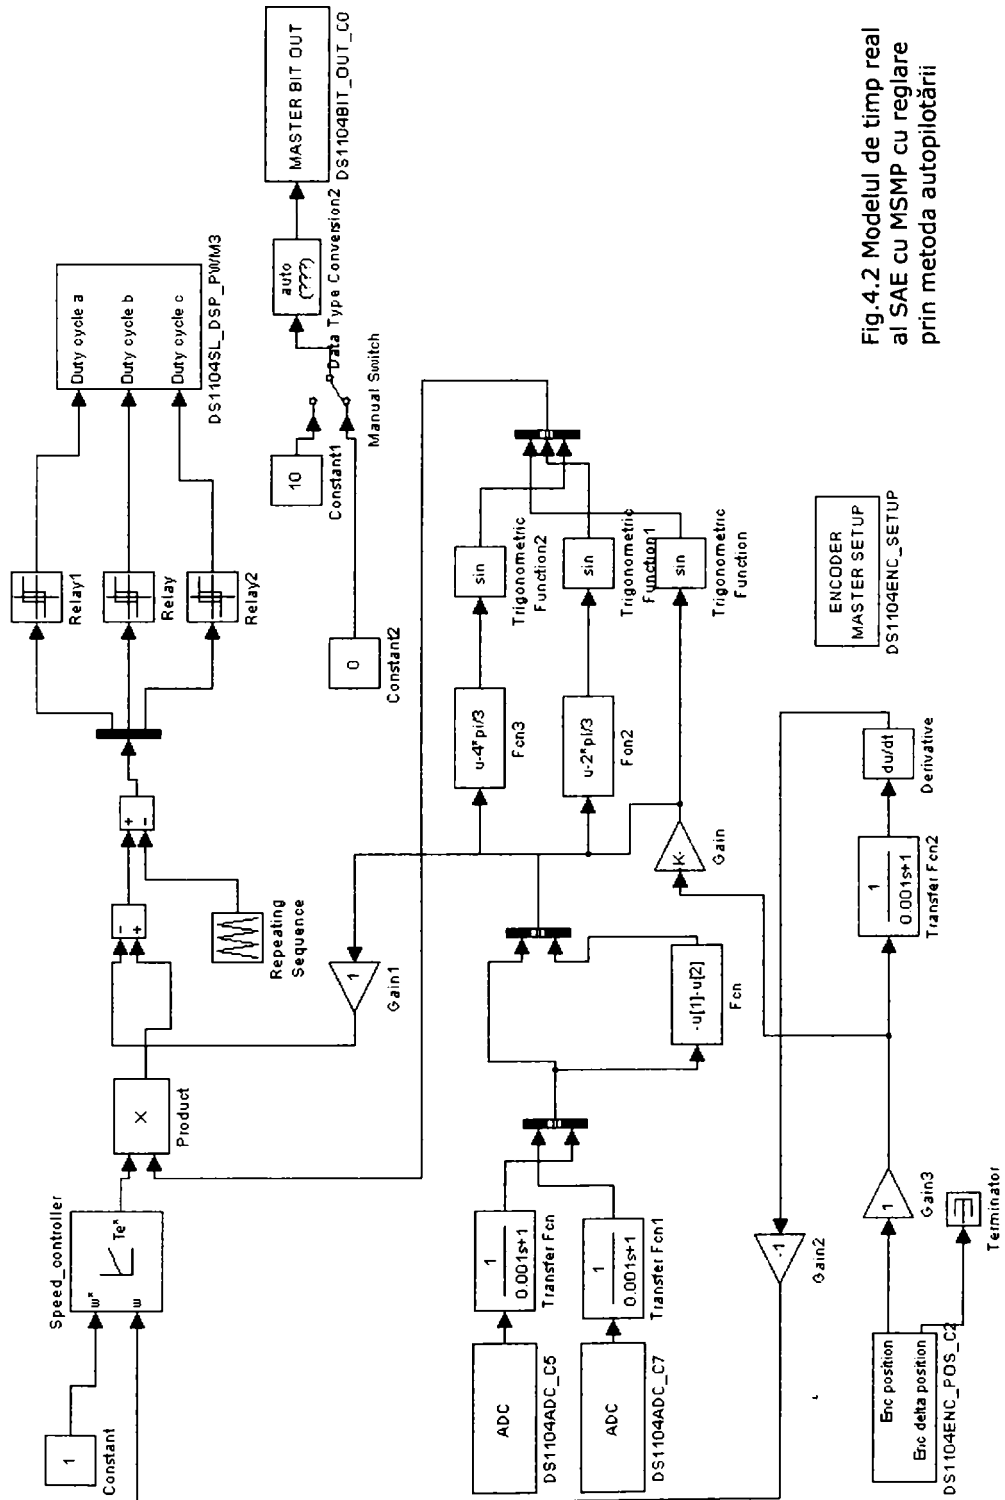 1
Constant
Speed_controller
w*
w
Te*
X
Product
-
+
+
-
Repeating
Sequence
Relay1
Relay
Relay2
Duty cycle a
Duty cycle b
Duty cycle c
DS1104SL_DSP_PWM3
1
Gain1
0
Constant2
10
Constant1
Manual Switch
auto
(???)
Data Type Conversion2
MASTER BIT OUT
DS1104BIT_OUT_C0
ADC
DS1104ADC_C5
1
0.001s+1
Transfer Fcn
ADC
DS1104ADC_C7
1
0.001s+1
Transfer Fcn1
-u[1]-u[2]
Fcn
u-4*pi/3
Fcn3
sin
Trigonometric
Function2
u-2*pi/3
Fcn2
sin
Trigonometric
Function1
K-
Gain
sin
Trigonometric
Function
-1
Gain2
Enc position
Enc delta position
DS1104ENC_POS_C2
1
Gain3
Terminator
1
0.001s+1
Transfer Fcn2
du/dt
Derivative
ENCODER
MASTER SETUP
DS1104ENC_SETUP
Fig.4.2 Modelul de timp real
al SAE cu MSMP cu reglare
prin metoda autopilotării